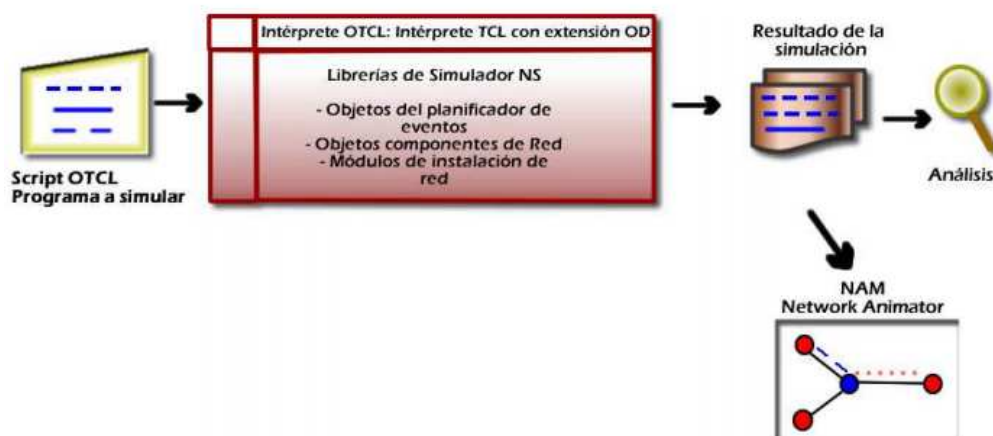 Script OTCL
Programa a simular
Intérprete OTCL: Intérprete TCL con extensión OD
Librerías de Simulador NS
- Objetos del planificador de
eventos
- Objetos componentes de Red
- Módulos de instalación de
red
Resultado de la
simulación
Análisis
NAM
Network Animator